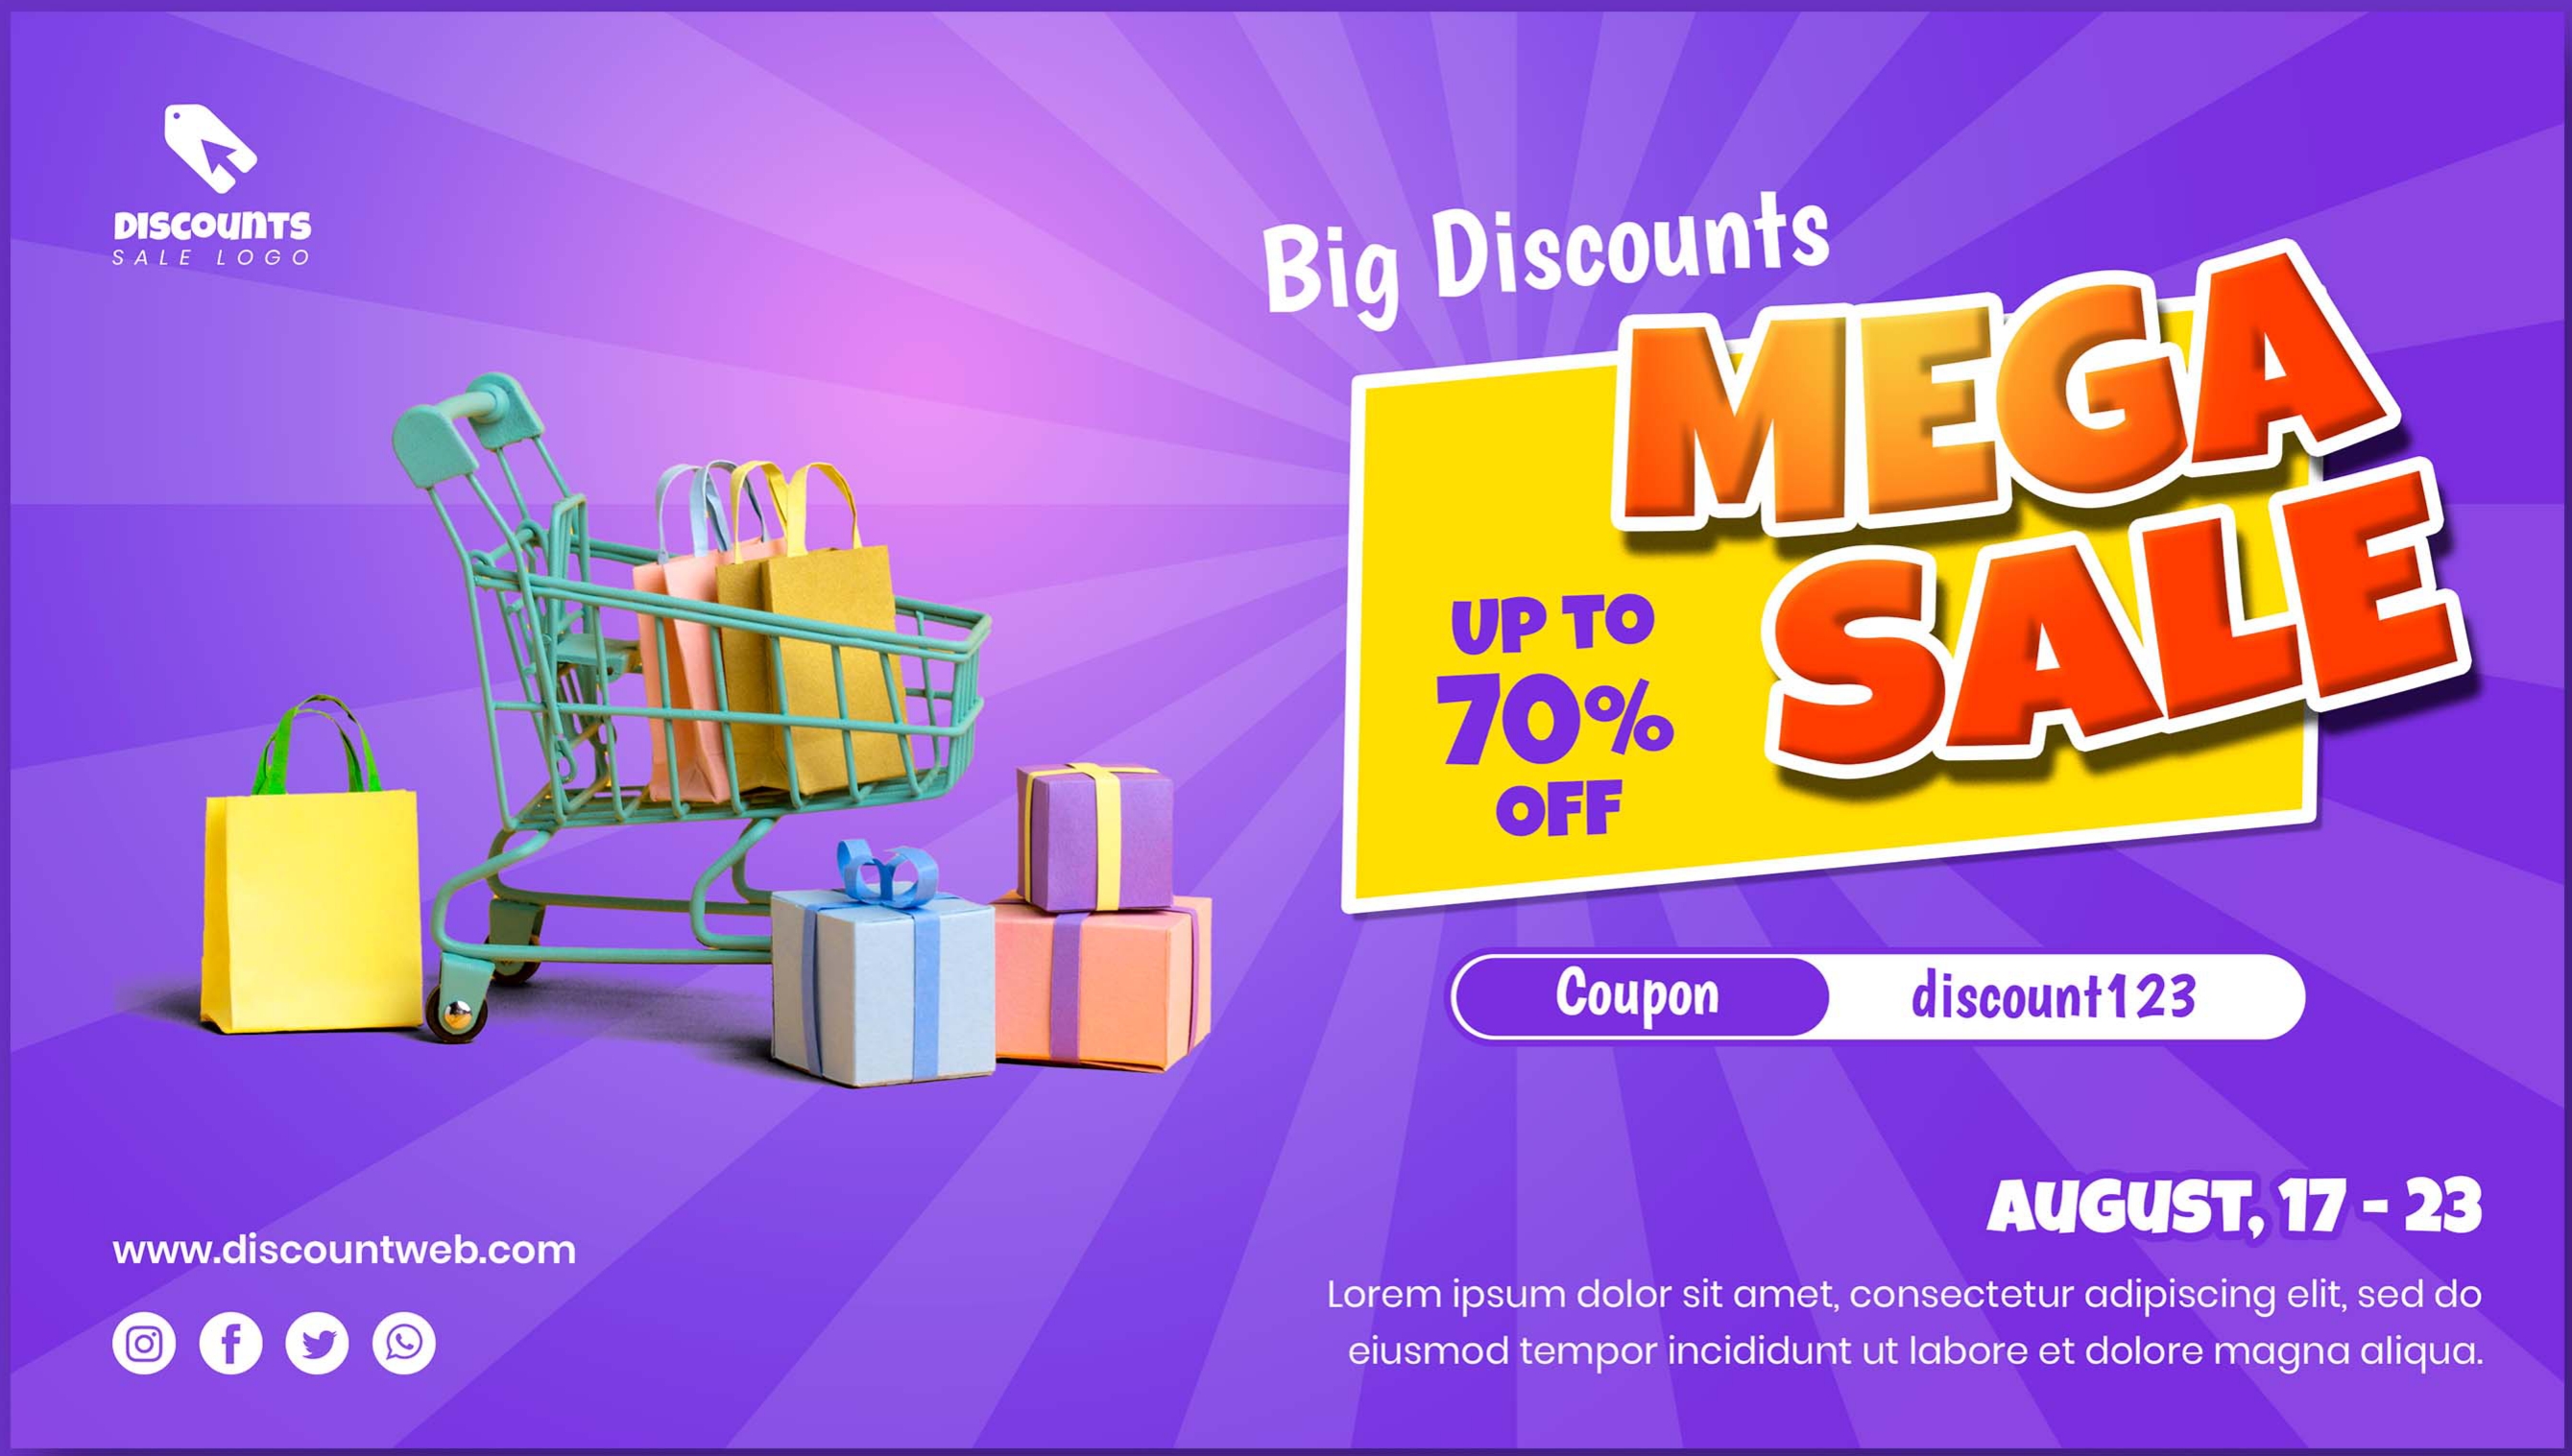 DISCOUNTS
SALE LOGO
Big Discounts
MEGA
SALE
UP TO
70%
OFF
Coupon
discount123
AUGUST, 17 - 23
Lorem ipsum dolor sit amet, consectetur adipiscing elit, sed do
eiusmod tempor incididunt ut labore et dolore magna aliqua.
www.discountweb.com